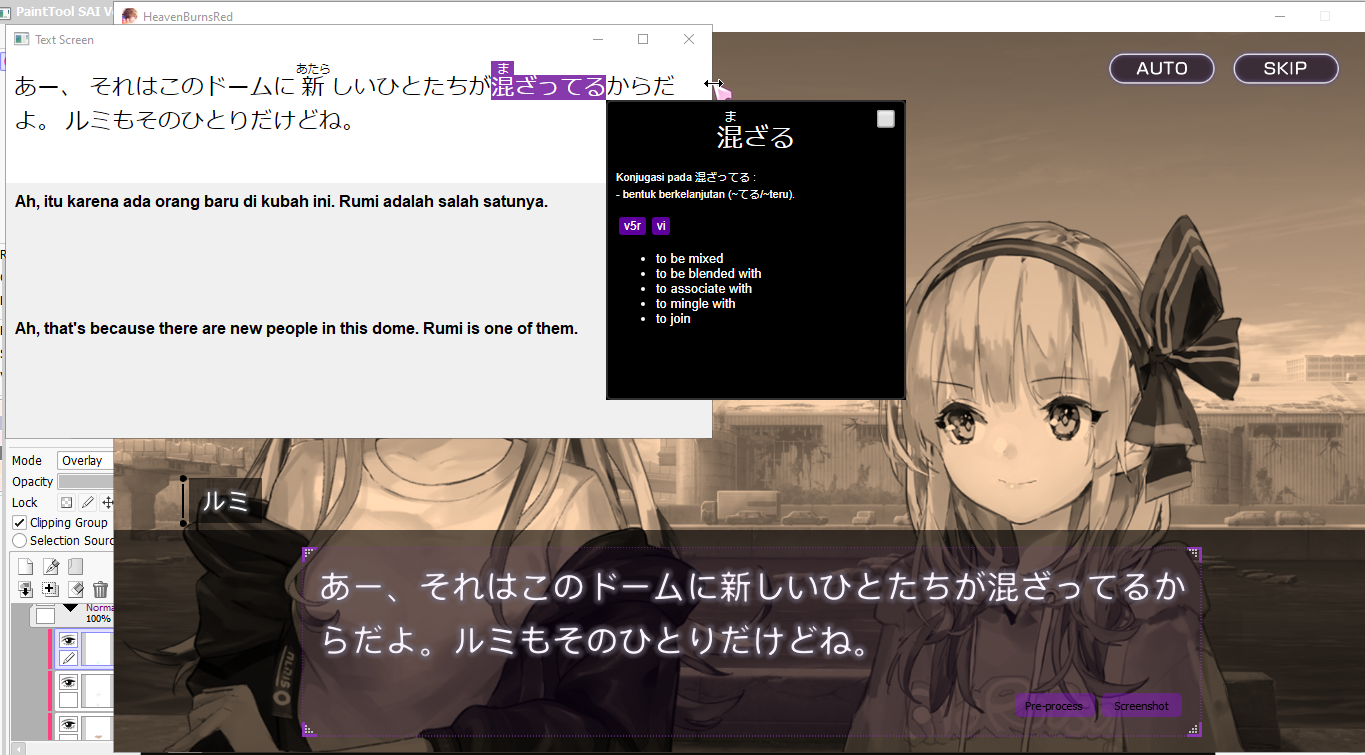 PaintTool SAI V
HeavenBurnsRed
Text Screen
あたら
ま
あー、 それはこのドームに 新 しいひとたちが混ざってるからだ
よ。 ルミもそのひとりだけどね。
Ah, itu karena ada orang baru di kubah ini. Rumi adalah salah satunya.
Ah, that's because there are new people in this dome. Rumi is one of them.
ま
混ざる
Konjugasi pada 混ざってる :
- bentuk berkelanjutan (~てる/~teru).
v5r vi
• to be mixed
• to be blended with
• to associate with
• to mingle with
• to join
AUTO
SKIP
Mode Overlay
Opacity
Lock
Clipping Group
Selection Sourc
Norma
100%
ルミ
あー、それはこのドームに新しいひとたちが混ざってるか
らだよ。ルミもそのひとりだけどね。
Pre-process
Screenshot